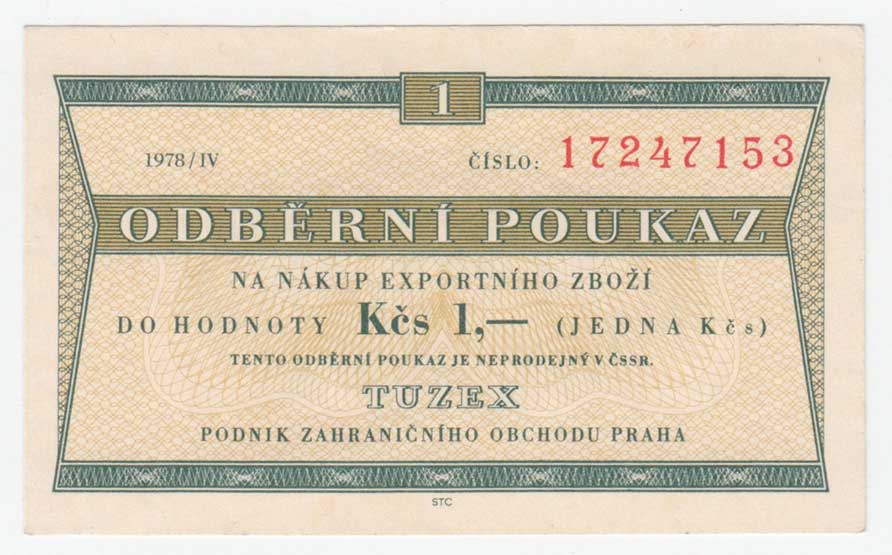 1
1978/IV ČÍSLO: 17247153
ODBĚRNÍ POUKAZ
NA NÁKUP EXPORTNÍHO ZBOŽÍ
DO HODNOTY Kčs 1,— (JEDNA Kčs)
TENTO ODBĚRNÍ POUKAZ JE NEPRODEJNÝ V ČSSR.
TUZEX
PODNIK ZAHRANIČNÍHO OBCHODU PRAHA
STC